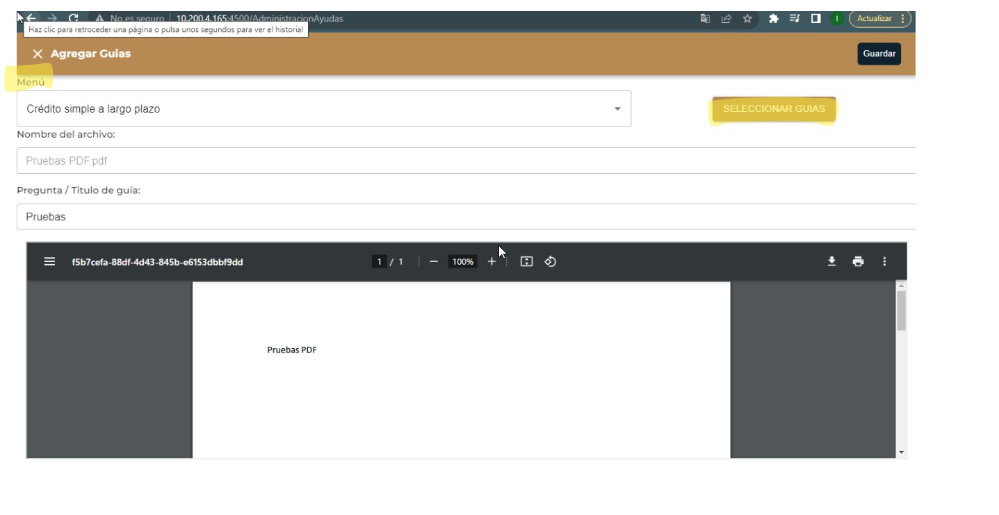 No es seguro 10.200.4.165:4500/AdministracionAyudas
I
Actualizar
Haz clic para retroceder una página o pulsa unos segundos para ver el historial
Agregar Guias
Guardar
Menú
Crédito simple a largo plazo
SELECCIONAR GUIAS
Nombre del archivo:
Pruebas PDF.pdf
Pregunta / Titulo de guía:
Pruebas
f5b7cefa-88df-4d43-845b-e6153dbbf9dd
1 / 1
100%
Pruebas PDF